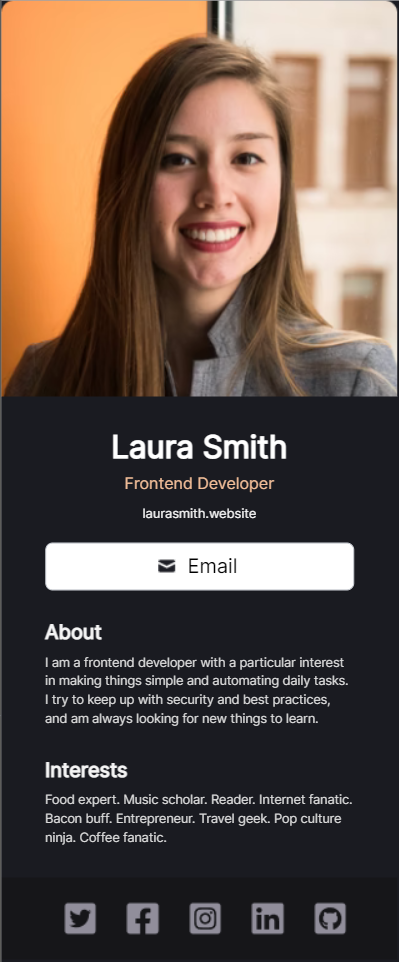 Laura Smith
Frontend Developer
laurasmith.website
Email
About
I am a frontend developer with a particular interest
in making things simple and automating daily tasks.
I try to keep up with security and best practices,
and am always looking for new things to learn.
Interests
Food expert. Music scholar. Reader. Internet fanatic.
Bacon buff. Entrepreneur. Travel geek. Pop culture
ninja. Coffee fanatic.